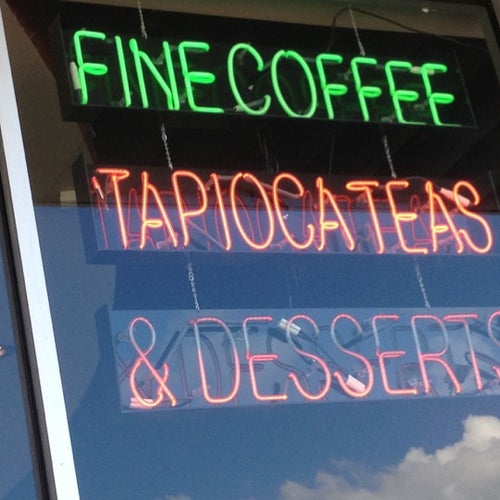 FINE COFFEE
TAPIOCA TEAS
& DESSERTS